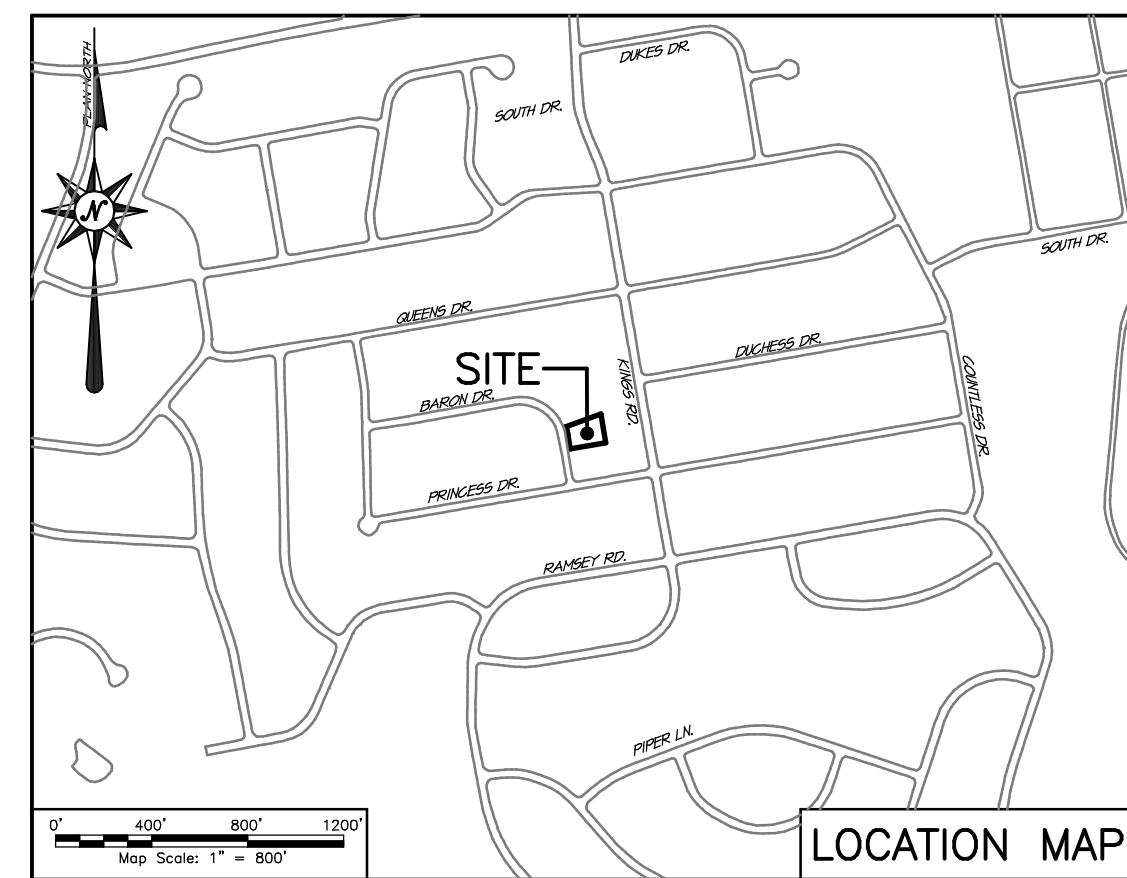 PLAN NORTH
DUKES DR.
SOUTH DR.
N
SOUTH DR.
QUEENS DR.
DUCHESS DR.
SITE
KINGS RD.
COUNTLESS DR.
BARON DR.
PRINCESS DR.
RAMSEY RD.
PIPER LN.
0' 400' 800' 1200'
Map Scale: 1" = 800'
LOCATION MAP